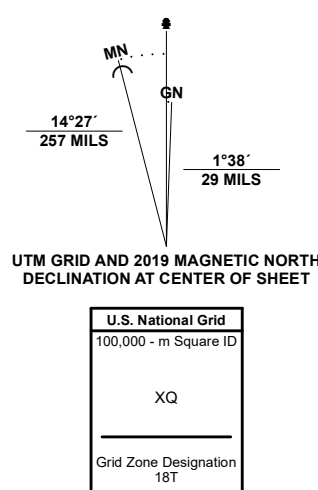 MN
GN
14°27´
257 MILS
1°38´
29 MILS
UTM GRID AND 2019 MAGNETIC NORTH
DECLINATION AT CENTER OF SHEET
U.S. National Grid
100,000 - m Square ID
XQ
Grid Zone Designation
18T